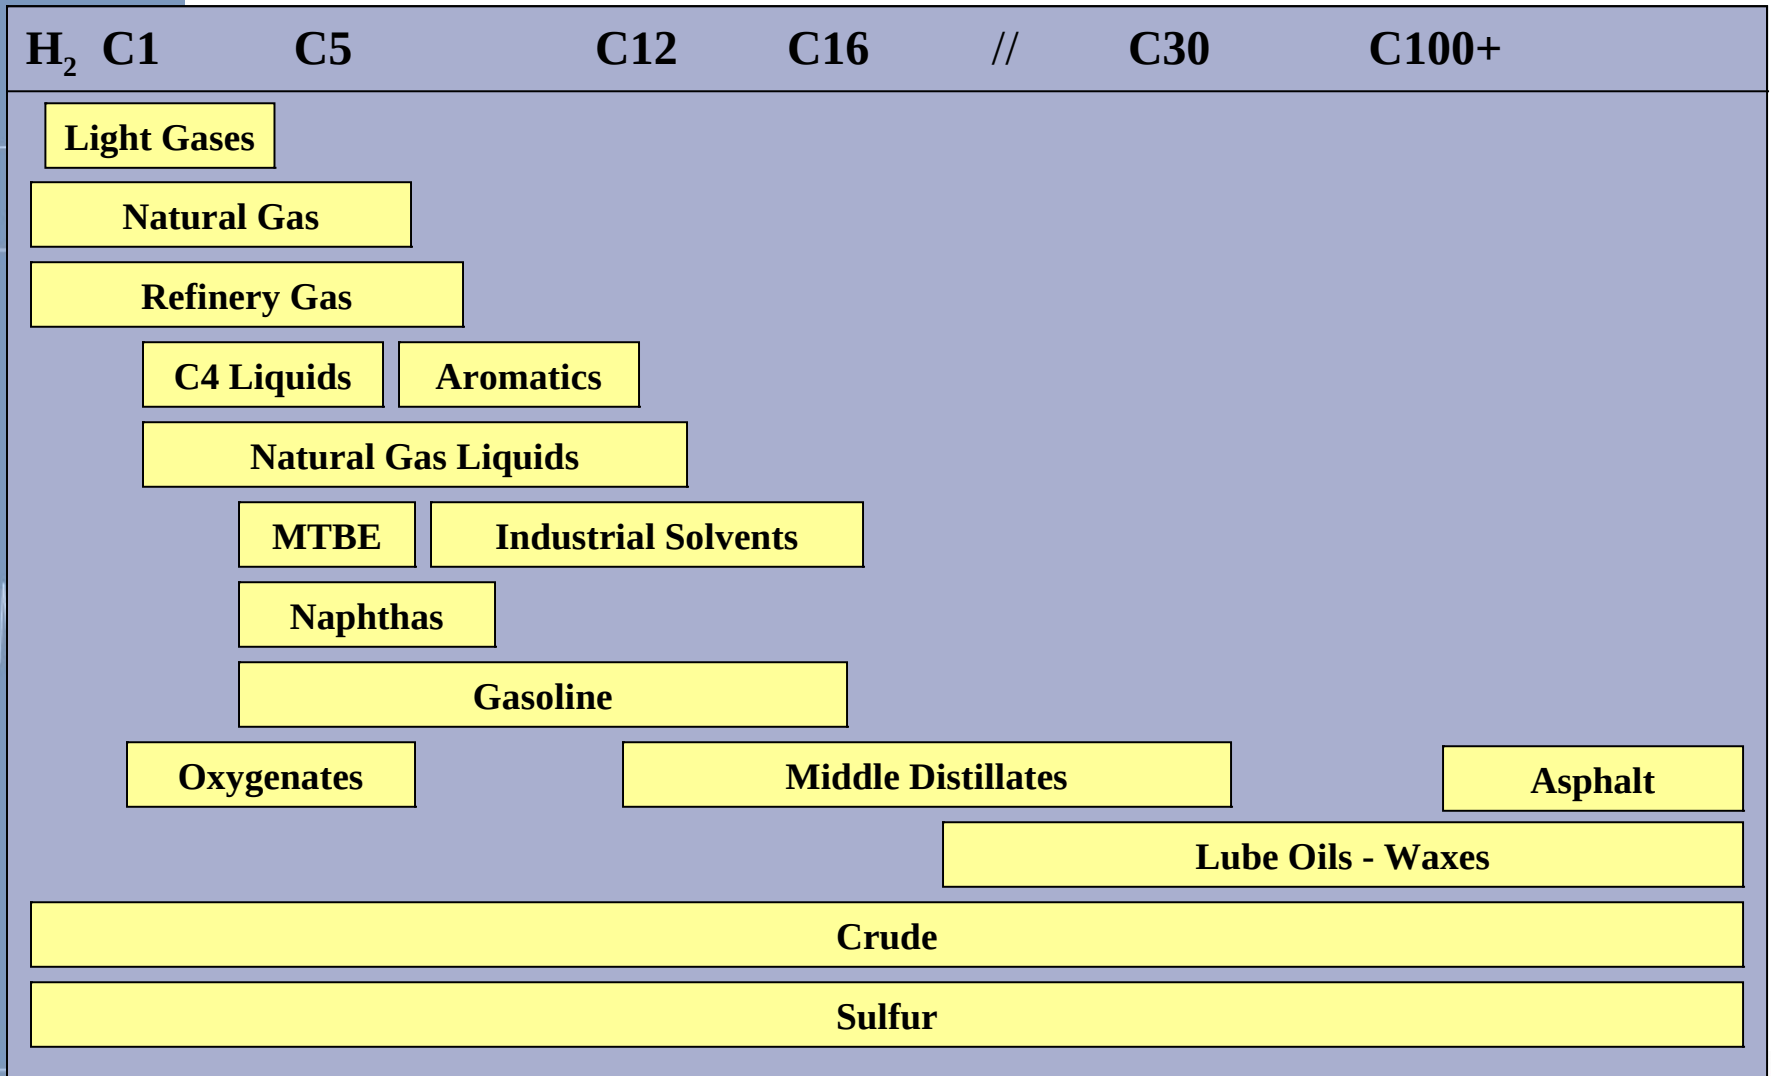 H₂ C1 C5 C12 C16 // C30 C100+
Light Gases
Natural Gas
Refinery Gas
C4 Liquids Aromatics
Natural Gas Liquids
MTBE Industrial Solvents
Naphthas
Gasoline
Oxygenates Middle Distillates Asphalt
Lube Oils - Waxes
Crude
Sulfur